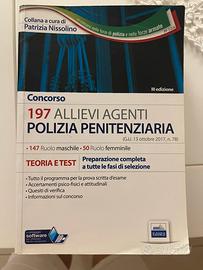 Collana a cura di
Patrizia Nissolino
III edizione
Concorso
197 ALLIEVI AGENTI
POLIZIA PENITENZIARIA
(G.U. 13 ottobre 2017, n. 78)
• 147 Ruolo maschile • 50 Ruolo femminile
TEORIA E TEST
Preparazione completa
a tutte le fasi di selezione
• Tutto il programma per la prova scritta d'esame
• Accertamenti psico-fisici e attitudinali
• Quesiti di verifica
• Informazioni sul concorso
software
EdiSES